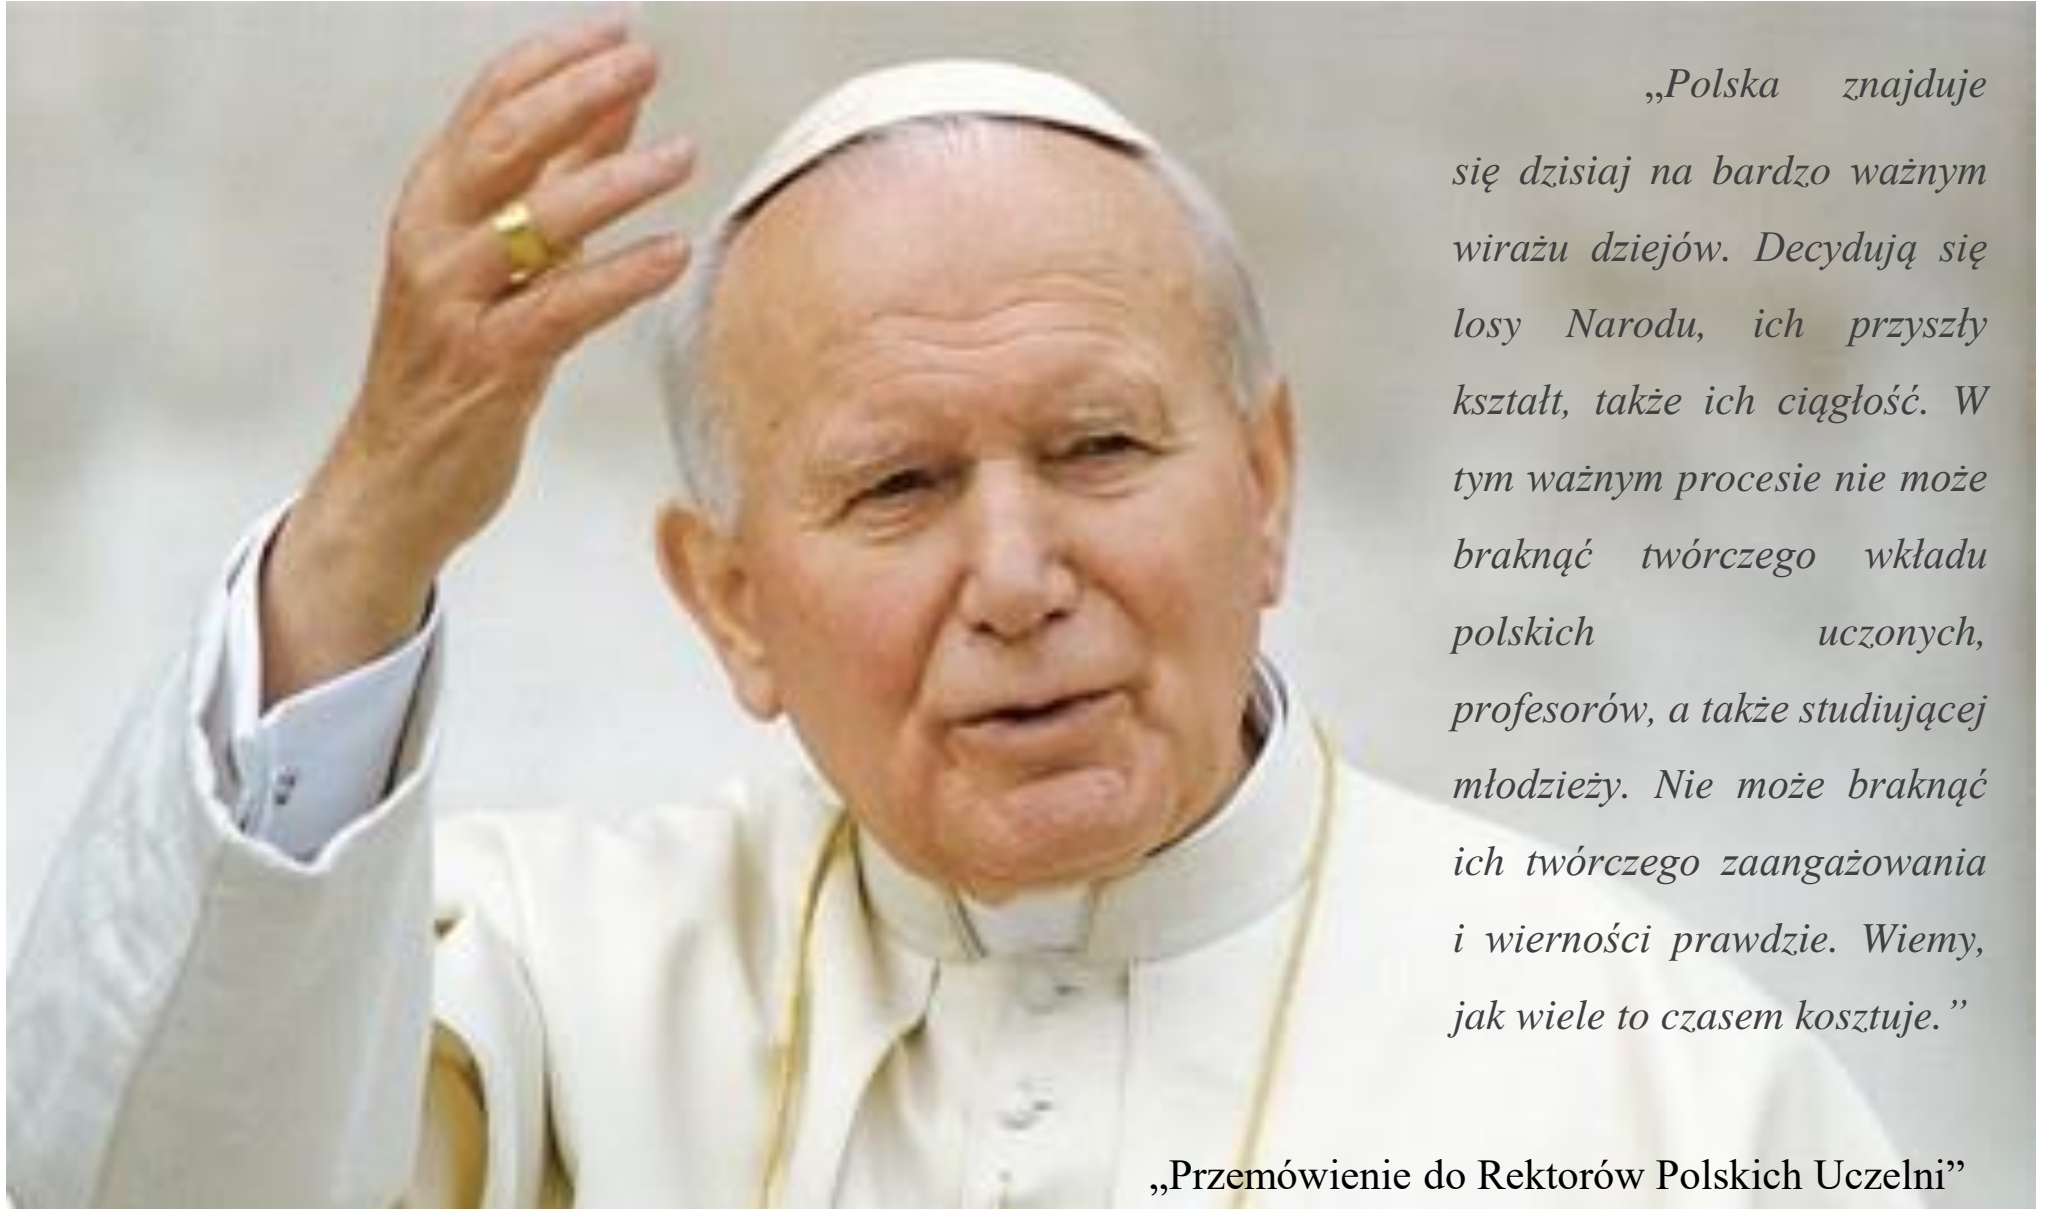 „Polska znajduje
się dzisiaj na bardzo ważnym
wirażu dziejów. Decydują się
losy Narodu, ich przyszły
kształt, także ich ciągłość. W
tym ważnym procesie nie może
braknąć twórczego wkładu
polskich uczonych,
profesorów, a także studiującej
młodzieży. Nie może braknąć
ich twórczego zaangażowania
i wierności prawdzie. Wiemy,
jak wiele to czasem kosztuje.”
„Przemówienie do Rektorów Polskich Uczelni”